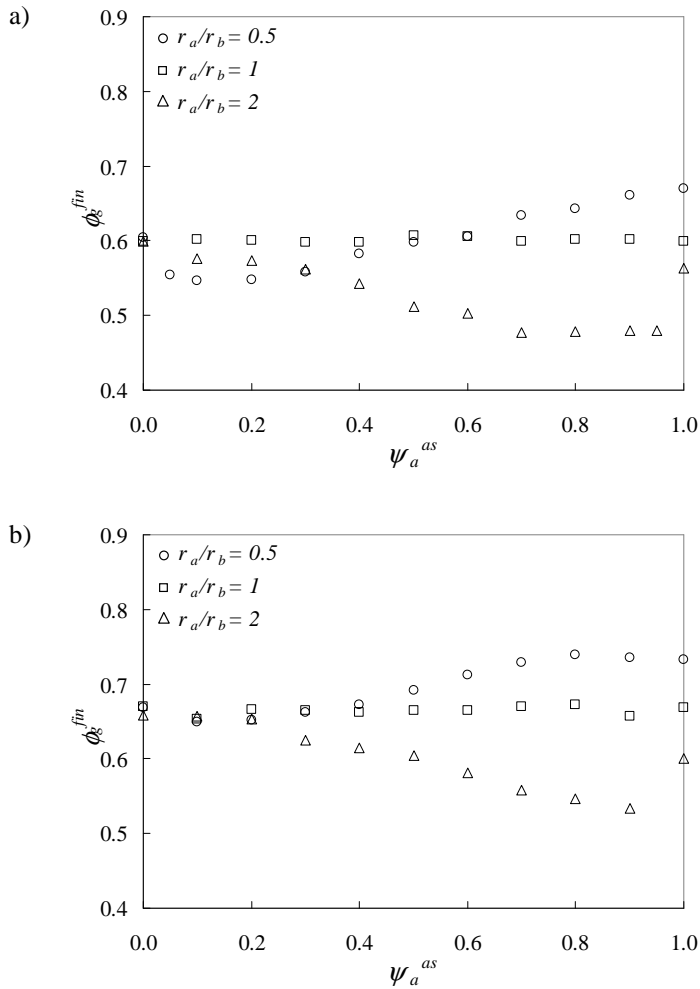 a)
0.9
r_a/r_b = 0.5
r_a/r_b = 1
r_a/r_b = 2
0.8
0.7
ϕ_g^fin
0.6
0.5
0.4
0.0 0.2 0.4 0.6 0.8 1.0
ψ_a^as
b)
0.9
r_a/r_b = 0.5
r_a/r_b = 1
r_a/r_b = 2
0.8
0.7
ϕ_g^fin
0.6
0.5
0.4
0.0 0.2 0.4 0.6 0.8 1.0
ψ_a^as